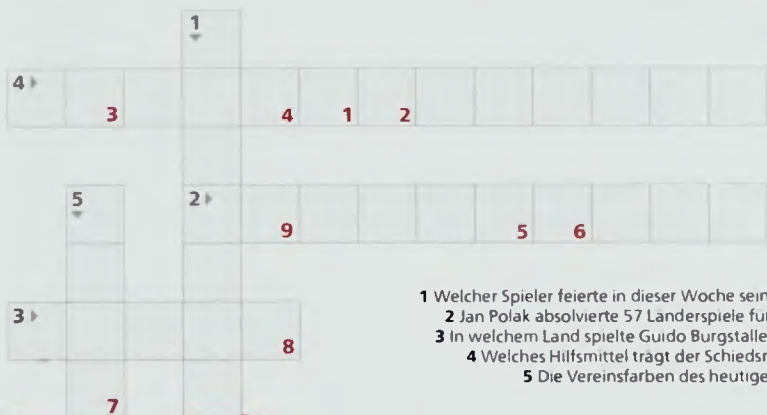 1
4
3 4 1 2
5 2
9 5 6
1 Welcher Spieler feierte in dieser Woche sein
2 Jan Polak absolvierte 57 Länderspiele für
3 In welchem Land spielte Guido Burgstalle
3
4 Welches Hilfsmittel trägt der Schieds
8
5 Die Vereinsfarben des heutige
7